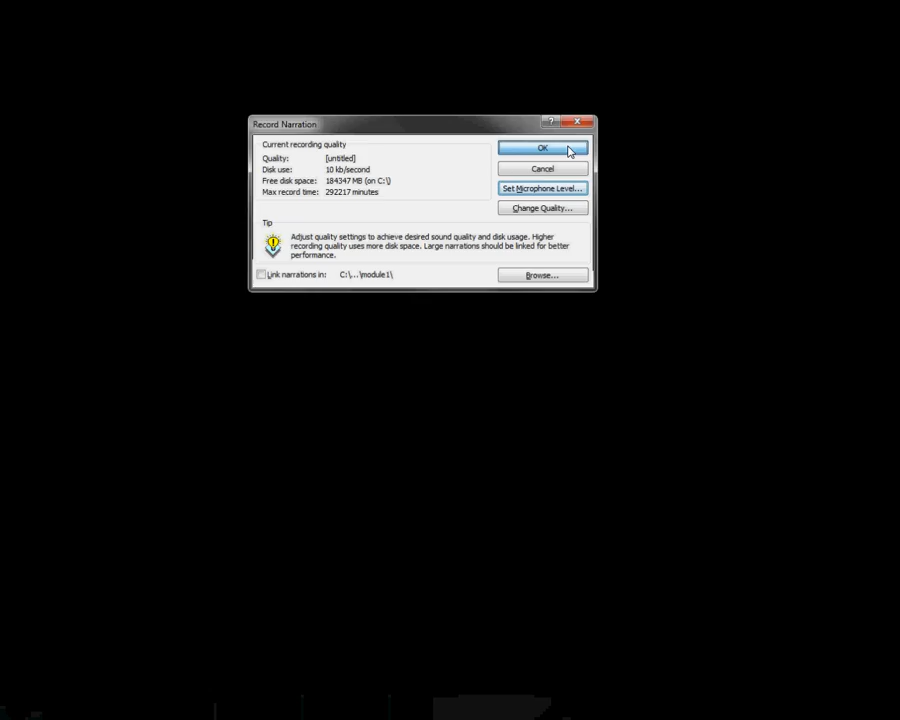 Record Narration
?
Current recording quality
Quality: [untitled]
Disk use: 10 kb/second
Free disk space: 184347 MB (on C:\)
Max record time: 292217 minutes
OK
Cancel
Set Microphone Level...
Change Quality...
Tip
Adjust quality settings to achieve desired sound quality and disk usage. Higher
recording quality uses more disk space. Large narrations should be linked for better
performance.
Link narrations in: C:\...\module1\
Browse...